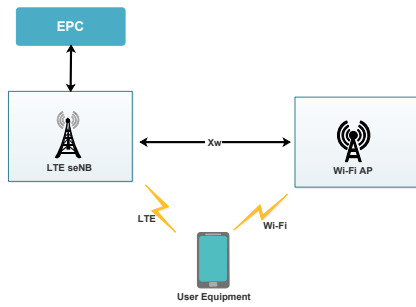 EPC
Xw
LTE seNB
Wi-Fi AP
LTE
Wi-Fi
User Equipment